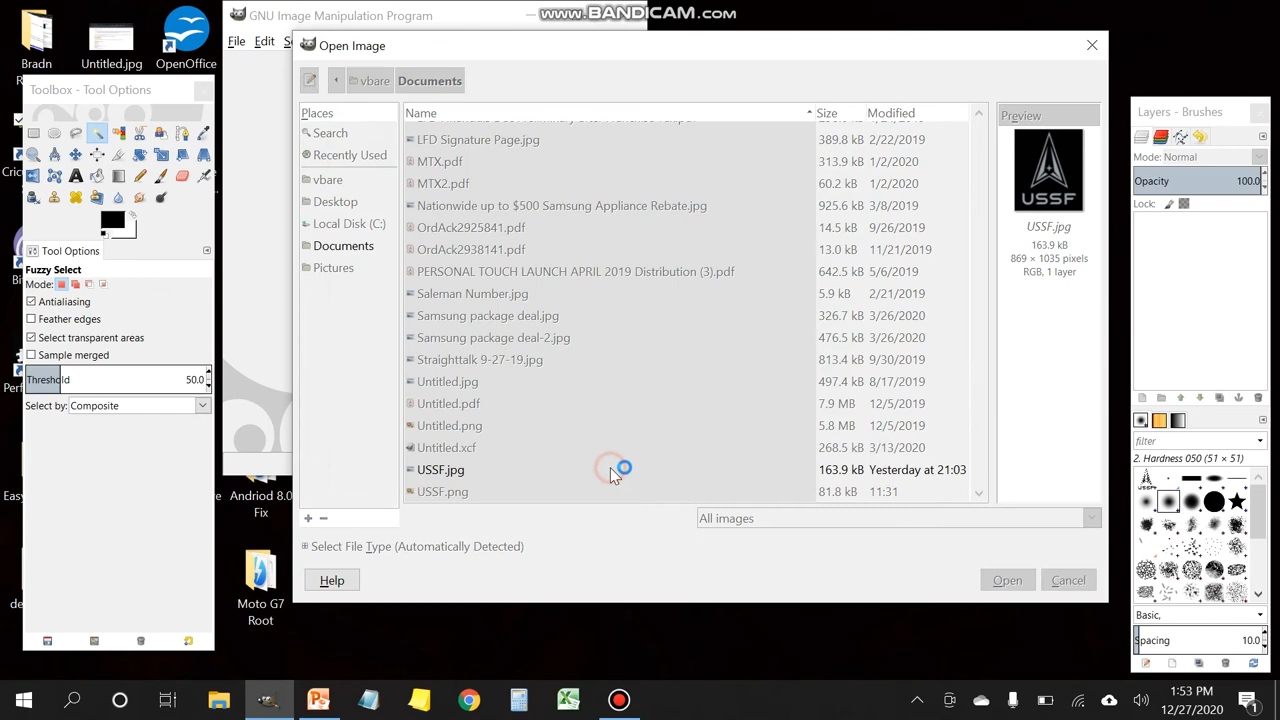 www.BANDICAM.com
Bradn
Untitled.jpg
OpenOffice
GNU Image Manipulation Program
File Edit
Toolbox - Tool Options
Tool Options
Fuzzy Select
Mode:
Antialiasing
Feather edges
Select transparent areas
Sample merged
Threshold 50.0
Select by: Composite
Open Image
vbare Documents
Places
Search
Recently Used
vbare
Desktop
Local Disk (C:)
Documents
Pictures
Name Size Modified
LFD Signature Page.jpg 389.8 kB 2/22/2019
MTX.pdf 313.9 kB 1/2/2020
MTX2.pdf 60.2 kB 1/2/2020
Nationwide up to $500 Samsung Appliance Rebate.jpg 925.6 kB 3/8/2019
OrdAck2925841.pdf 14.5 kB 9/26/2019
OrdAck2938141.pdf 13.0 kB 11/21/2019
PERSONAL TOUCH LAUNCH APRIL 2019 Distribution (3).pdf 642.5 kB 5/6/2019
Saleman Number.jpg 5.9 kB 2/21/2019
Samsung package deal.jpg 326.7 kB 3/26/2020
Samsung package deal-2.jpg 476.5 kB 3/26/2020
Straighttalk 9-27-19.jpg 813.4 kB 9/30/2019
Untitled.jpg 497.4 kB 8/17/2019
Untitled.pdf 7.9 MB 12/5/2019
Untitled.png 5.8 MB 12/5/2019
Untitled.xcf 268.5 kB 3/13/2020
USSF.jpg 163.9 kB Yesterday at 21:03
USSF.png 81.8 kB 11:31
All images
Select File Type (Automatically Detected)
Help
Open
Cancel
Preview
USSF
USSF.jpg
163.9 kB
869 × 1035 pixels
RGB, 1 layer
Layers - Brushes
Mode: Normal
Opacity 100.0
Lock:
filter
2. Hardness 050 (51 × 51)
Basic,
Spacing 10.0
Android 8.0
Fix
Moto G7
Root
1:53 PM
12/27/2020